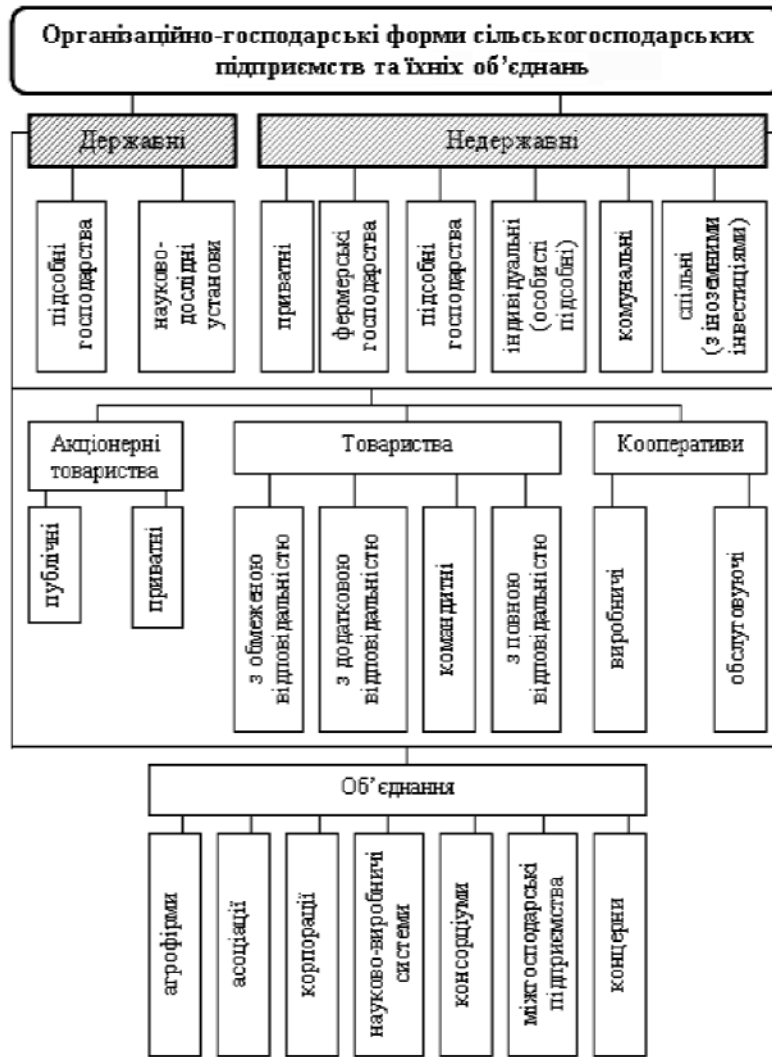 Організаційно-господарські форми сільськогосподарських
підприємств та їхніх об’єднань
Державні
Недержавні
підсобні
господарства
науково-
дослідні
установи
приватні
фермерські
господарства
підсобні
господарства
індивідуальні
(особисті
підсобні)
комунальні
спільні
(з іноземними
інвестиціями)
Акціонерні
товариства
Товариства
Кооперативи
публічні
приватні
з обмеженою
відповідальністю
з додатковою
відповідальністю
командитні
з повною
відповідальністю
виробничі
обслуговуючі
Об’єднання
агрофірми
асоціації
корпорації
науково-виробничі
системи
консорціуми
міжгосподарські
підприємства
концерни